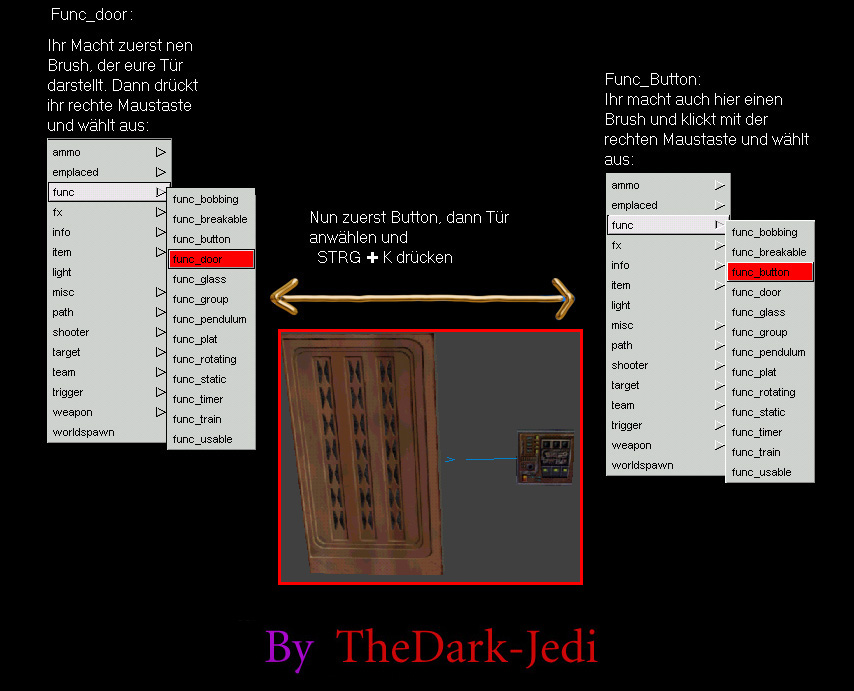 Func_door:
Ihr Macht zuerst nen
Brush, der eure Tür
darstellt. Dann drückt
ihr rechte Maustaste
und wählt aus:
ammo
emplaced
func
fx
info
item
light
misc
path
shooter
target
team
trigger
weapon
worldspawn
func_bobbing
func_breakable
func_button
func_door
func_glass
func_group
func_pendulum
func_plat
func_rotating
func_static
func_timer
func_train
func_usable
Nun zuerst Button, dann Tür
anwählen und
STRG + K drücken
Func_Button:
Ihr macht auch hier einen
Brush und klickt mit der
rechten Maustaste und wählt
aus:
ammo
emplaced
func
fx
info
item
light
misc
path
shooter
target
team
trigger
weapon
worldspawn
func_bobbing
func_breakable
func_button
func_door
func_glass
func_group
func_pendulum
func_plat
func_rotating
func_static
func_timer
func_train
func_usable
By TheDark-Jedi